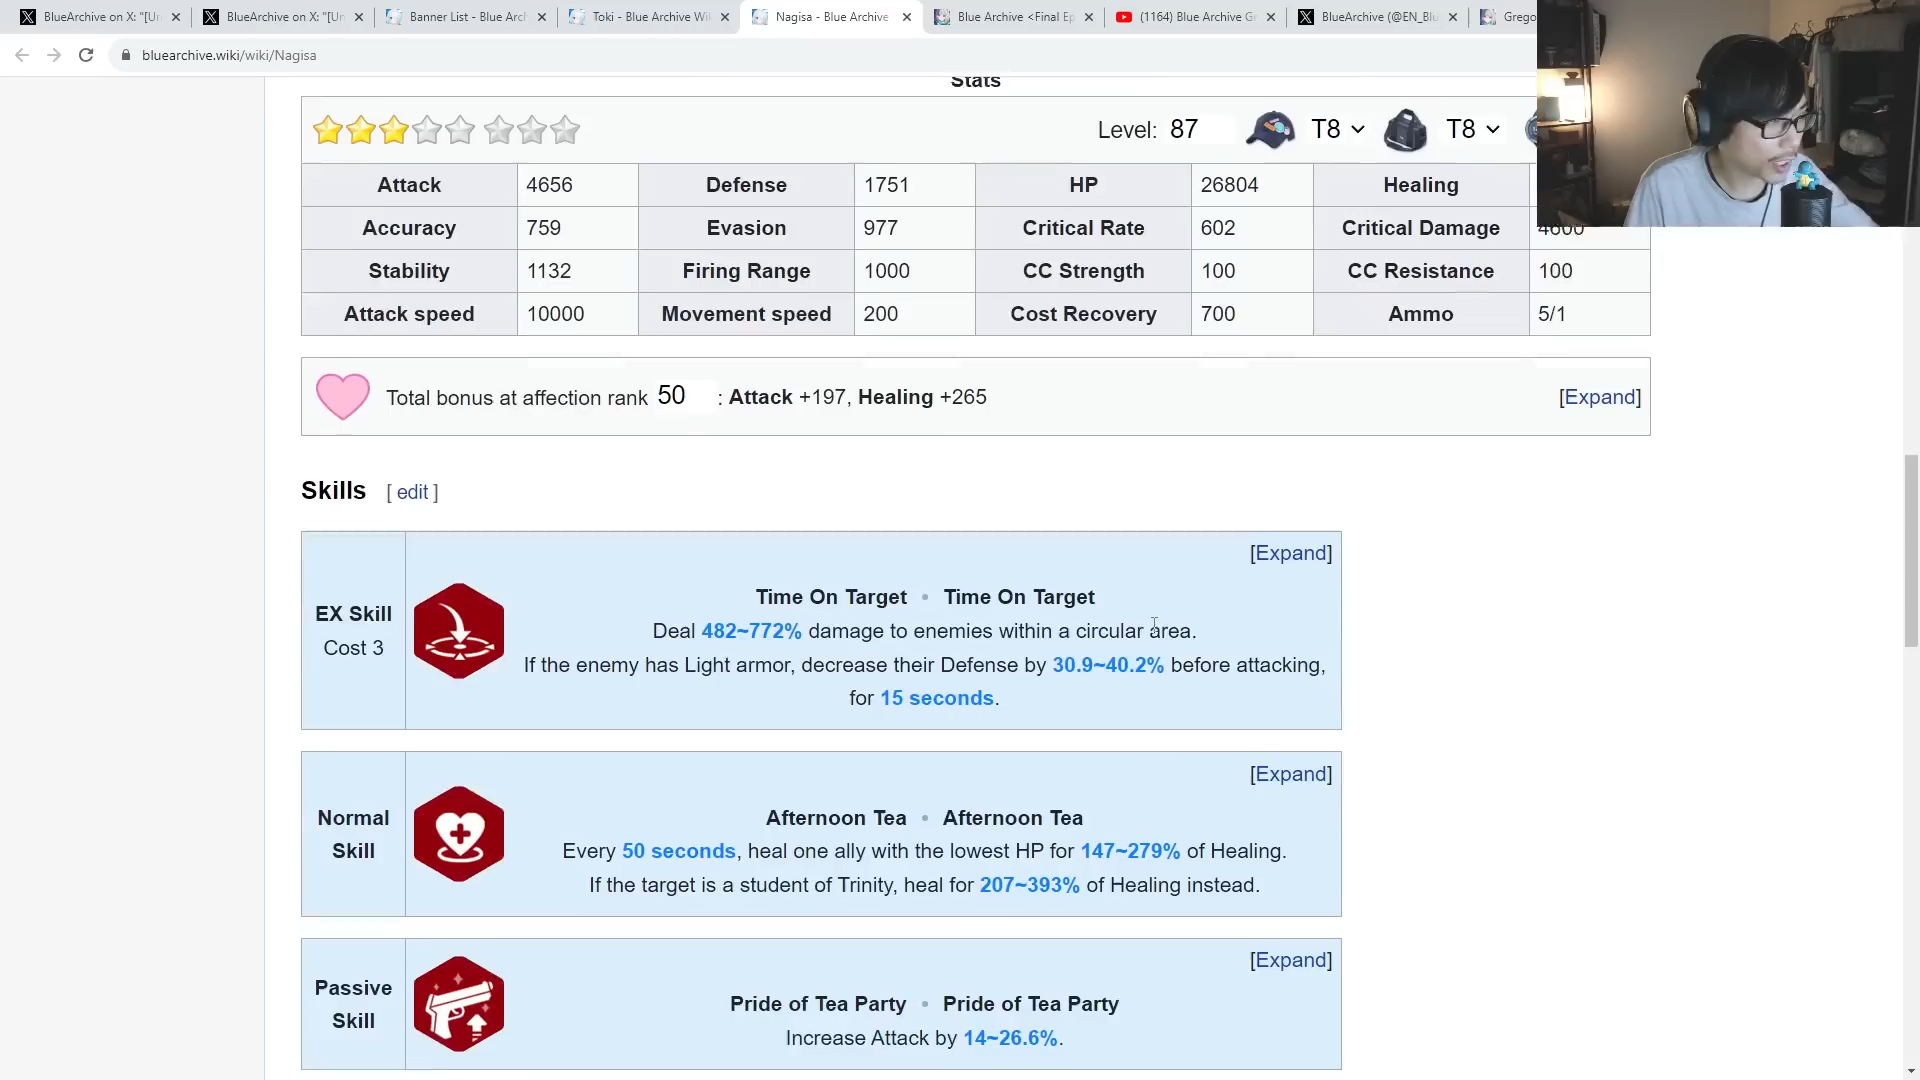 BlueArchive on X: "[Un
BlueArchive on X: "[Un
Banner List - Blue Arc
Toki - Blue Archive Wi
Nagisa - Blue Archive
Blue Archive <Final Ep
(1164) Blue Archive G
BlueArchive (@EN_Blu
Grego
bluearchive.wiki/wiki/Nagisa
Stats
Level: 87 T8 T8
Attack 4656 Defense 1751 HP 26804 Healing
Accuracy 759 Evasion 977 Critical Rate 602 Critical Damage 4600
Stability 1132 Firing Range 1000 CC Strength 100 CC Resistance 100
Attack speed 10000 Movement speed 200 Cost Recovery 700 Ammo 5/1
Total bonus at affection rank 50 : Attack +197, Healing +265 [Expand]
Skills [ edit ]
[Expand]
EX Skill
Cost 3
Time On Target • Time On Target
Deal 482~772% damage to enemies within a circular area.
If the enemy has Light armor, decrease their Defense by 30.9~40.2% before attacking,
for 15 seconds.
[Expand]
Normal
Skill
Afternoon Tea • Afternoon Tea
Every 50 seconds, heal one ally with the lowest HP for 147~279% of Healing.
If the target is a student of Trinity, heal for 207~393% of Healing instead.
[Expand]
Passive
Skill
Pride of Tea Party • Pride of Tea Party
Increase Attack by 14~26.6%.